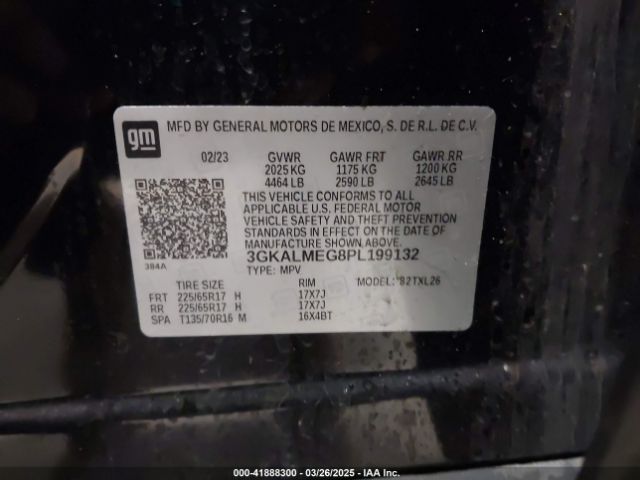 gm
MFD BY GENERAL MOTORS DE MEXICO, S. DE R.L. DE C.V.
02/23 GVWR GAWR FRT GAWR RR
2025 KG 1175 KG 1200 KG
4464 LB 2590 LB 2645 LB
THIS VEHICLE CONFORMS TO ALL
APPLICABLE U.S. FEDERAL MOTOR
VEHICLE SAFETY AND THEFT PREVENTION
STANDARDS IN EFFECT ON THE DATE OF
MANUFACTURE SHOWN ABOVE.
3GKALMEG8PL199132
384A TYPE: MPV
TIRE SIZE RIM MODEL: *82TXL26
FRT 225/65R17 H 17X7J
RR 225/65R17 H 17X7J
SPA T135/70R16 M 16X4BT
000-41888300 | 03/26/2025 | IAA Inc.